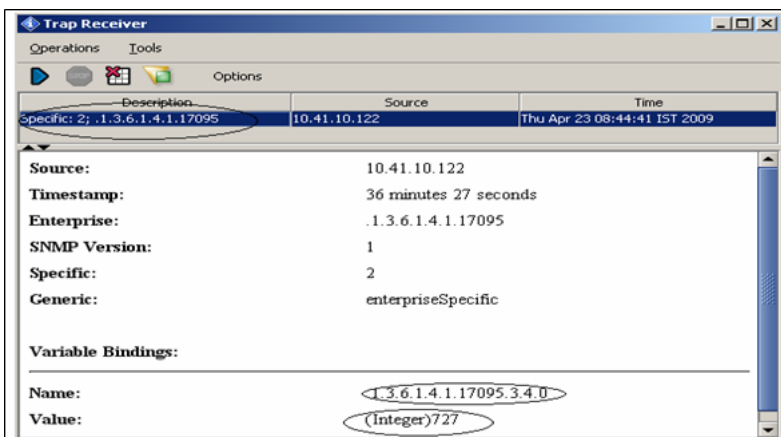 Trap Receiver
Operations Tools
STOP Options
Description Source Time
Specific: 2; .1.3.6.1.4.1.17095 10.41.10.122 Thu Apr 23 08:44:41 IST 2009
Source: 10.41.10.122
Timestamp: 36 minutes 27 seconds
Enterprise: .1.3.6.1.4.1.17095
SNMP Version: 1
Specific: 2
Generic: enterpriseSpecific
Variable Bindings:
Name: .1.3.6.1.4.1.17095.3.4.0
Value: (Integer)727